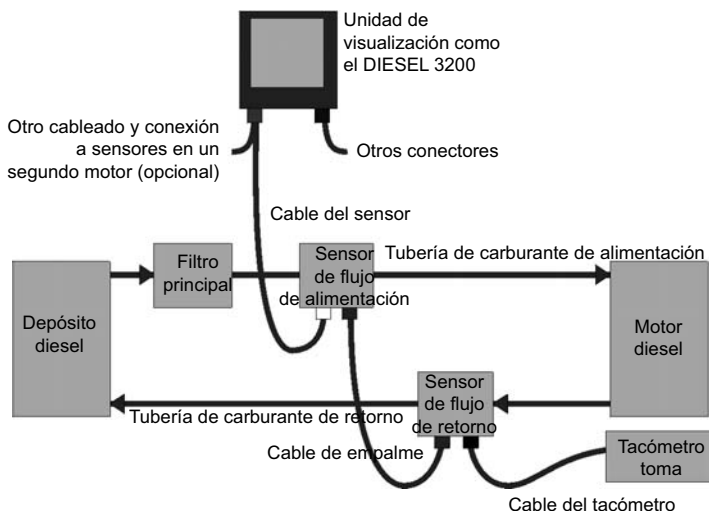 Unidad de
visualización como
el DIESEL 3200
Otro cableado y conexión
a sensores en un
segundo motor (opcional)
Otros conectores
Cable del sensor
Filtro
principal
Sensor
de flujo
de alimentación
Tubería de carburante de alimentación
Depósito
diesel
Motor
diesel
Sensor
de flujo
de retorno
Tubería de carburante de retorno
Cable de empalme
Tacómetro
toma
Cable del tacómetro